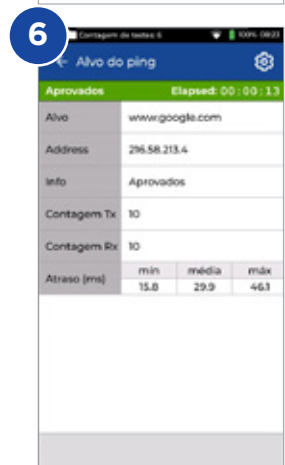 6
Contagem de testes: 6 100% 09:23
← Alvo do ping
Aprovados Elapsed: 00:00:13
Alvo www.google.com
Address 216.58.213.4
Info Aprovados
Contagem Tx 10
Contagem Rx 10
Atraso (ms) min média máx
15.8 29.9 46.1